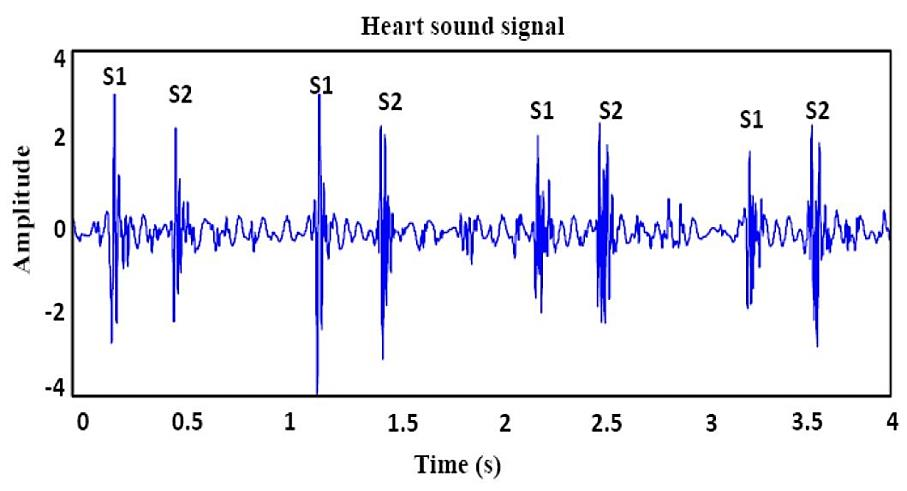 Heart sound signal
4
S1
S2
S1
S2
S1
S2
S1
S2
2
0
-2
-4
Amplitude
0 0.5 1 1.5 2 2.5 3 3.5 4
Time (s)